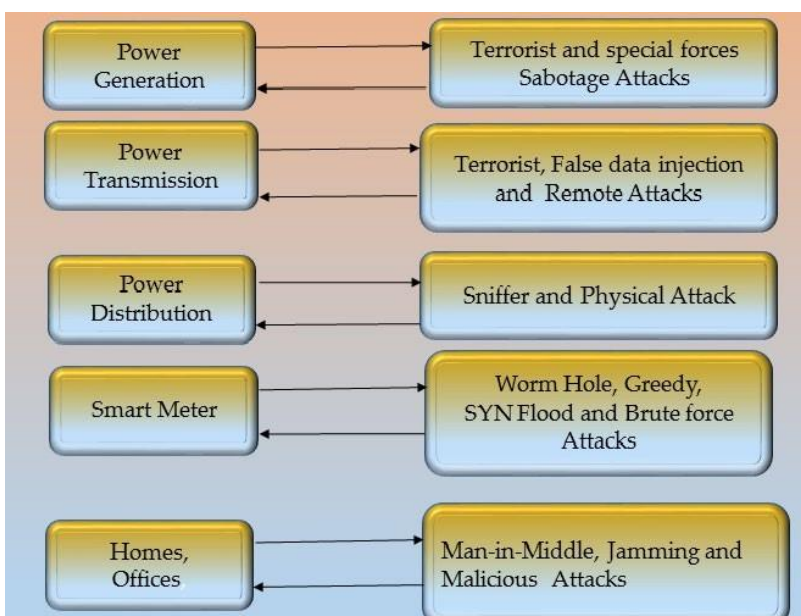 Power
Generation
Terrorist and special forces
Sabotage Attacks
Power
Transmission
Terrorist, False data injection
and Remote Attacks
Power
Distribution
Sniffer and Physical Attack
Smart Meter
Worm Hole, Greedy,
SYN Flood and Brute force
Attacks
Homes,
Offices,
Man-in-Middle, Jamming and
Malicious Attacks